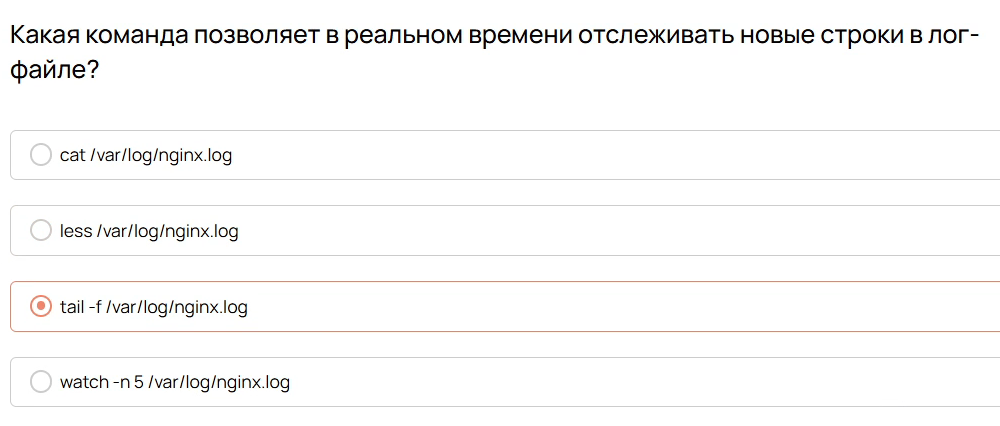 Какая команда позволяет в реальном времени отслеживать новые строки в лог-
файле?
cat /var/log/nginx.log
less /var/log/nginx.log
tail -f /var/log/nginx.log
watch -n 5 /var/log/nginx.log